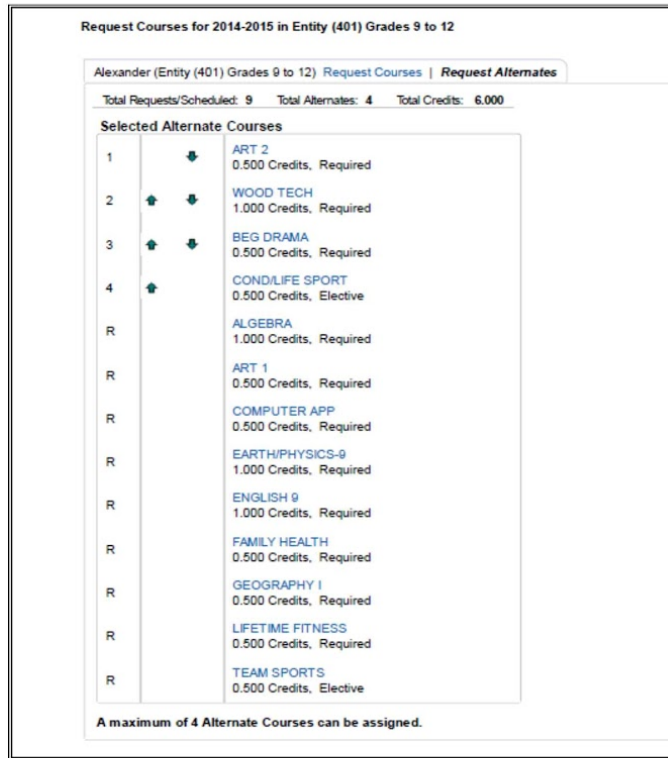 Request Courses for 2014-2015 in Entity (401) Grades 9 to 12
Alexander (Entity (401) Grades 9 to 12) Request Courses | Request Alternates
Total Requests/Scheduled: 9 Total Alternates: 4 Total Credits: 6.000
Selected Alternate Courses
1 ART 2
0.500 Credits, Required
2 WOOD TECH
1.000 Credits, Required
3 BEG DRAMA
0.500 Credits, Required
4 COND/LIFE SPORT
0.500 Credits, Elective
R ALGEBRA
1.000 Credits, Required
R ART 1
0.500 Credits, Required
R COMPUTER APP
0.500 Credits, Required
R EARTH/PHYSICS-9
1.000 Credits, Required
R ENGLISH 9
1.000 Credits, Required
R FAMILY HEALTH
0.500 Credits, Required
R GEOGRAPHY I
0.500 Credits, Required
R LIFETIME FITNESS
0.500 Credits, Required
R TEAM SPORTS
0.500 Credits, Elective
A maximum of 4 Alternate Courses can be assigned.